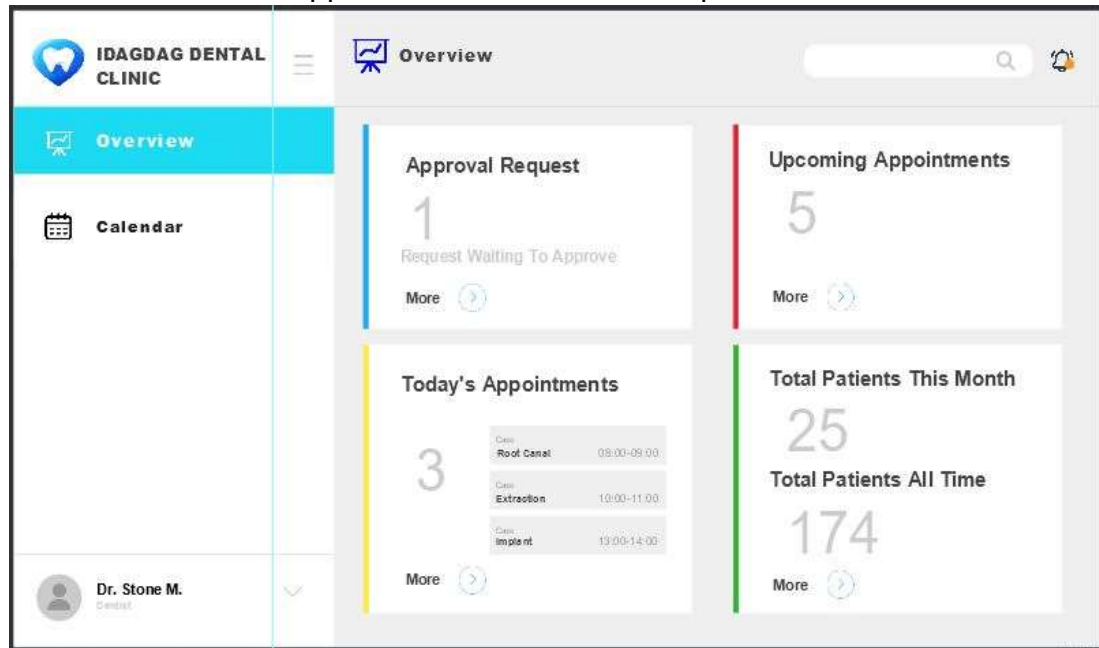 IDAGDAG DENTAL
CLINIC
Overview
Overview
Calendar
Approval Request
1
Request Waiting To Approve
More
Upcoming Appointments
5
More
Today's Appointments
3
Case
Root Canal 08:00-09:00
Case
Extraction 10:00-11:00
Case
Implant 13:00-14:00
More
Total Patients This Month
25
Total Patients All Time
174
More
Dr. Stone M.
Dentist